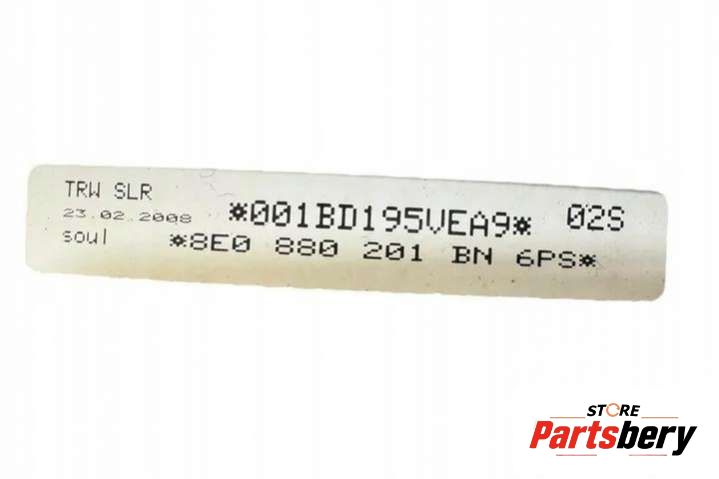 TRW SLR
23.02.2008 *001BD195VEA9* 02S
soul *8E0 880 201 BN 6PS*
STORE
Partsbery